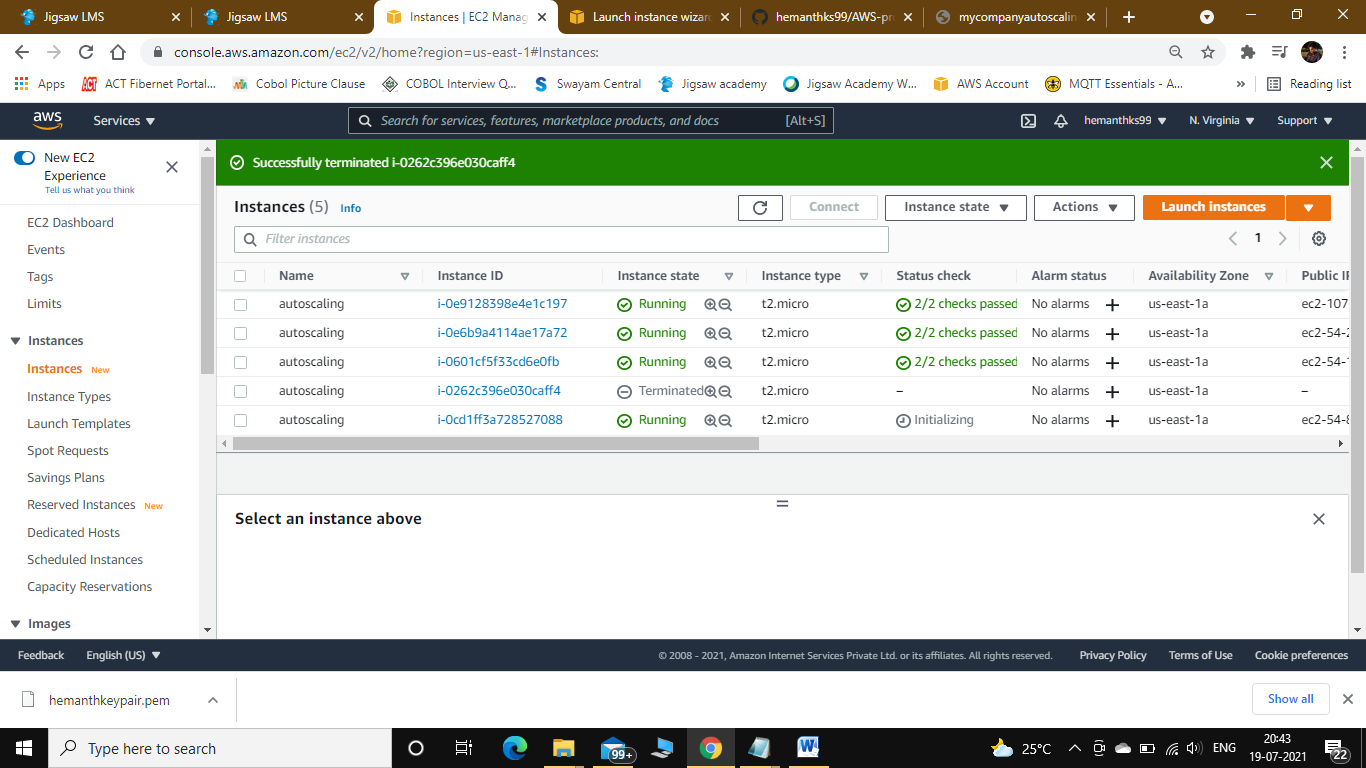 Jigsaw LMS Jigsaw LMS Instances | EC2 Manag Launch instance wizar hemanthks99/AWS-pr mycompanyautoscalin
console.aws.amazon.com/ec2/v2/home?region=us-east-1#Instances:
Apps ACT Fibernet Portal... Cobol Picture Clause COBOL Interview Q... Swayam Central Jigsaw academy Jigsaw Academy W... AWS Account MQTT Essentials - A... » Reading list
aws Services Search for services, features, marketplace products, and docs [Alt+S] hemanthks99 N. Virginia Support
New EC2
Experience
Tell us what you think
Successfully terminated i-0262c396e030caff4
Instances (5) Info Connect Instance state Actions Launch instances
Filter instances 1
Name Instance ID Instance state Instance type Status check Alarm status Availability Zone Public IP
autoscaling i-0e9128398e4e1c197 Running t2.micro 2/2 checks passed No alarms + us-east-1a ec2-107
autoscaling i-0e6b9a4114ae17a72 Running t2.micro 2/2 checks passed No alarms + us-east-1a ec2-54-2
autoscaling i-0601cf5f33cd6e0fb Running t2.micro 2/2 checks passed No alarms + us-east-1a ec2-54-
autoscaling i-0262c396e030caff4 Terminated t2.micro – No alarms + us-east-1a –
autoscaling i-0cd1ff3a728527088 Running t2.micro Initializing No alarms + us-east-1a ec2-54-8
EC2 Dashboard
Events
Tags
Limits
Instances
Instances New
Instance Types
Launch Templates
Spot Requests
Savings Plans
Reserved Instances New
Dedicated Hosts
Scheduled Instances
Capacity Reservations
Images
Select an instance above
Feedback English (US) © 2008 - 2021, Amazon Internet Services Private Ltd. or its affiliates. All rights reserved. Privacy Policy Terms of Use Cookie preferences
hemanthkeypair.pem Show all
Type here to search 99+ W 25°C ENG 20:43
19-07-2021 22